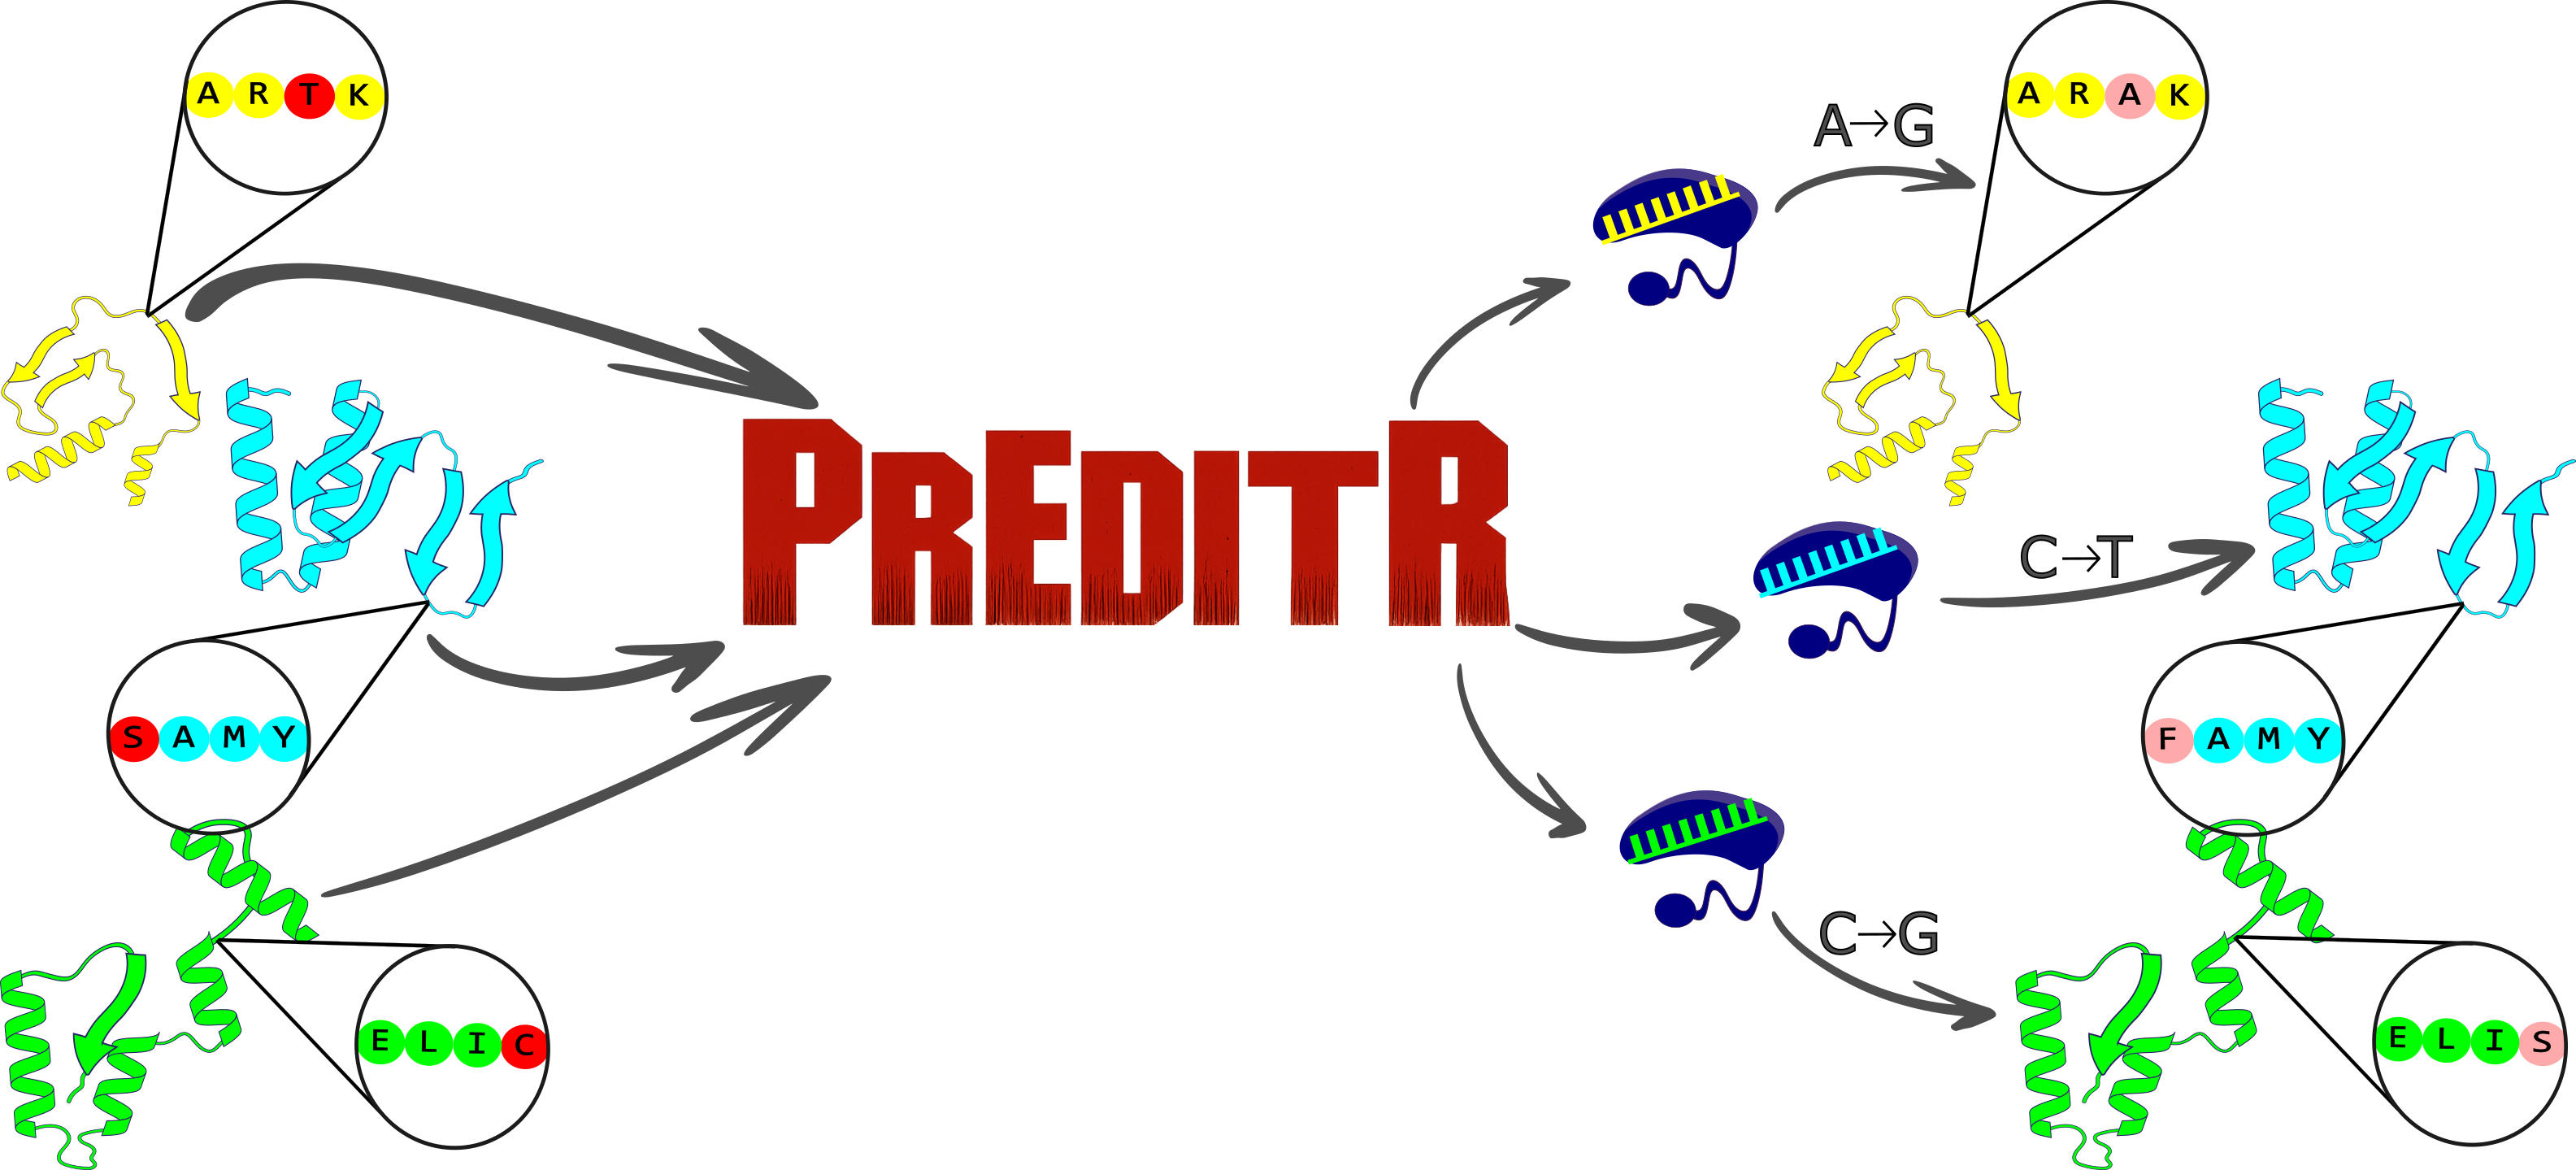 A R T K
A R A K
A→G
PREDITR
C→T
S A M Y
F A M Y
C→G
E L I C
E L I S